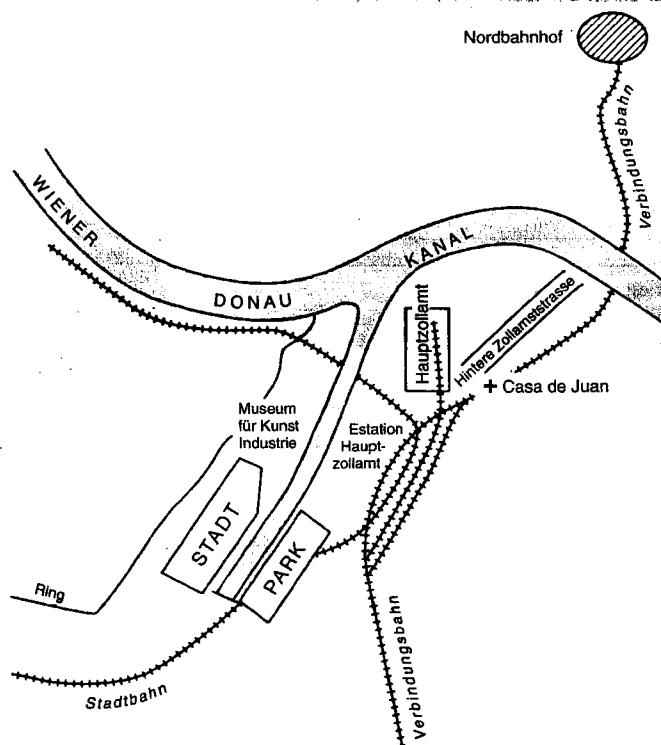 Nordbahnhof
Verbindungsbahn
WIENER
DONAU
KANAL
Hauptzollamt
Hintere Zollamststrasse
+ Casa de Juan
Museum
für Kunst
Industrie
Estation
Haupt-
zollamt
STADT
PARK
Ring
Stadtbahn
Verbindungsbahn